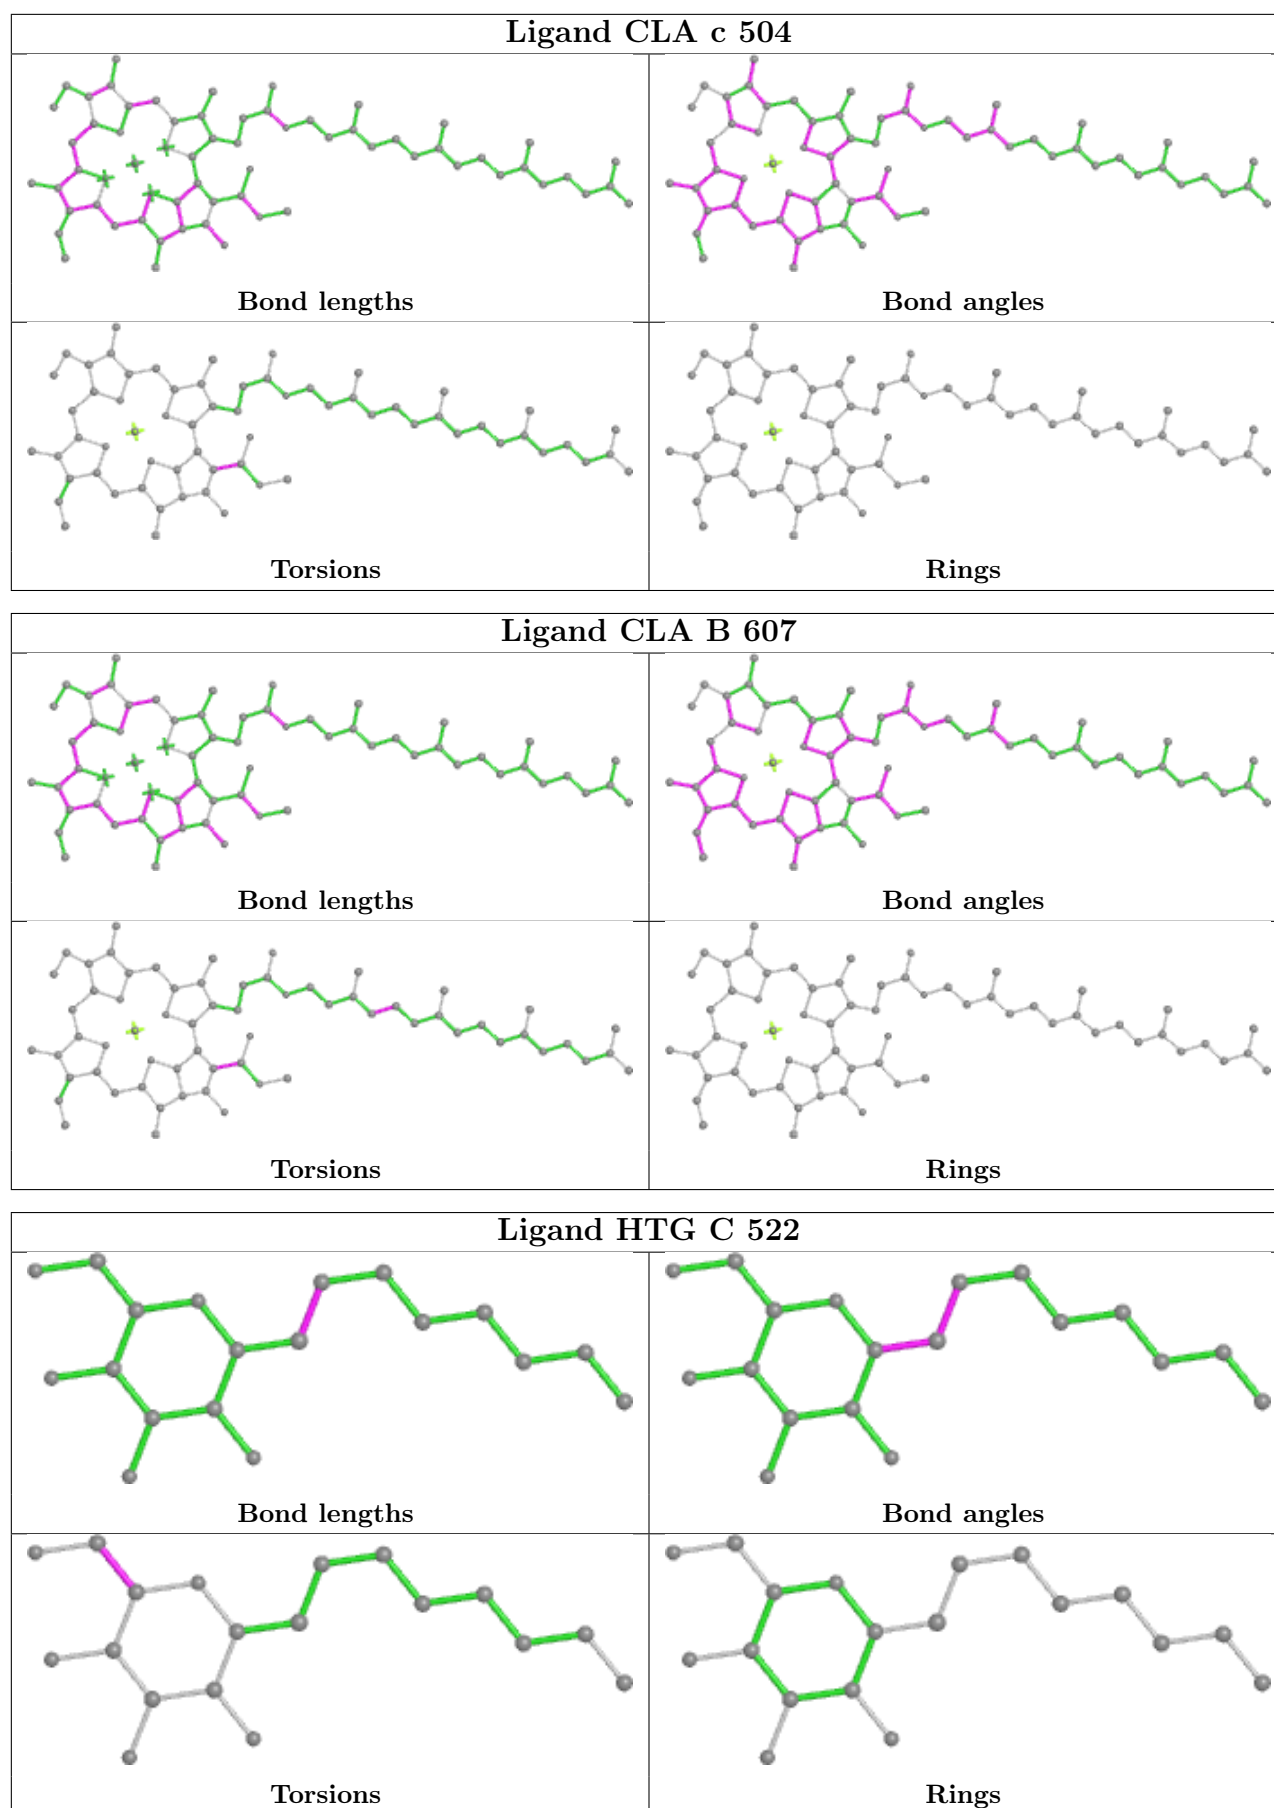 Ligand CLA c 504
Bond lengths
Bond angles
Torsions
Rings
Ligand CLA B 607
Bond lengths
Bond angles
Torsions
Rings
Ligand HTG C 522
Bond lengths
Bond angles
Torsions
Rings